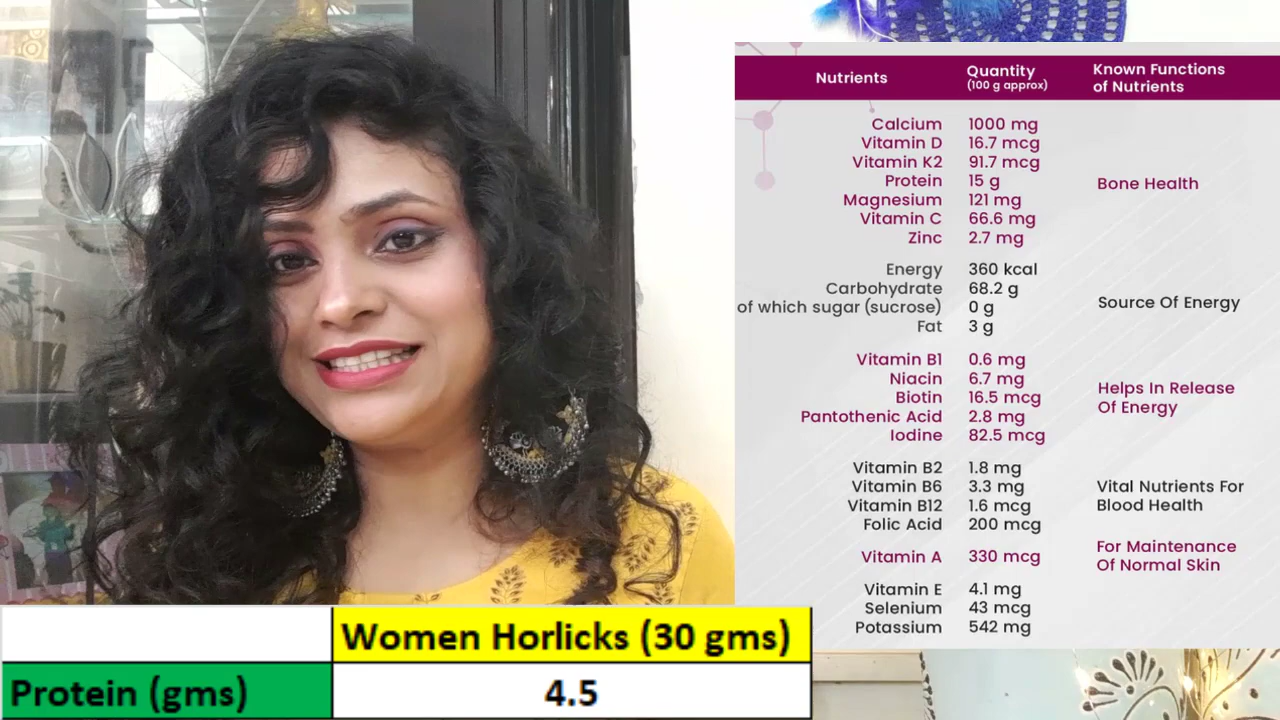 Nutrients Quantity (100 g approx) Known Functions of Nutrients
Calcium 1000 mg
Vitamin D 16.7 mcg
Vitamin K2 91.7 mcg
Protein 15 g Bone Health
Magnesium 121 mg
Vitamin C 66.6 mg
Zinc 2.7 mg
Energy 360 kcal
Carbohydrate 68.2 g
of which sugar (sucrose) 0 g Source Of Energy
Fat 3 g
Vitamin B1 0.6 mg
Niacin 6.7 mg
Biotin 16.5 mcg Helps In Release Of Energy
Pantothenic Acid 2.8 mg
Iodine 82.5 mcg
Vitamin B2 1.8 mg
Vitamin B6 3.3 mg Vital Nutrients For
Vitamin B12 1.6 mcg Blood Health
Folic Acid 200 mcg
Vitamin A 330 mcg For Maintenance Of Normal Skin
Vitamin E 4.1 mg
Selenium 43 mcg
Potassium 542 mg
Women Horlicks (30 gms)
Protein (gms) 4.5